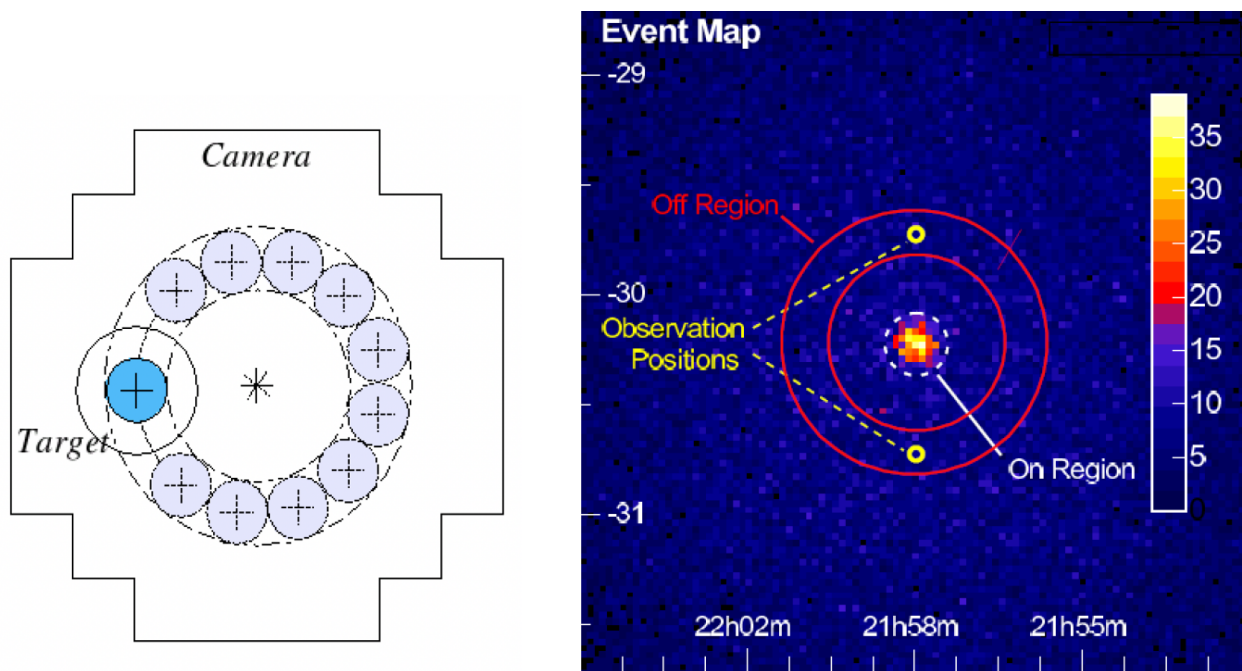 Camera
Target
Event Map
-29
-30
-31
Off Region
Observation
Positions
On Region
35
30
25
20
15
10
5
0
22h02m
21h58m
21h55m